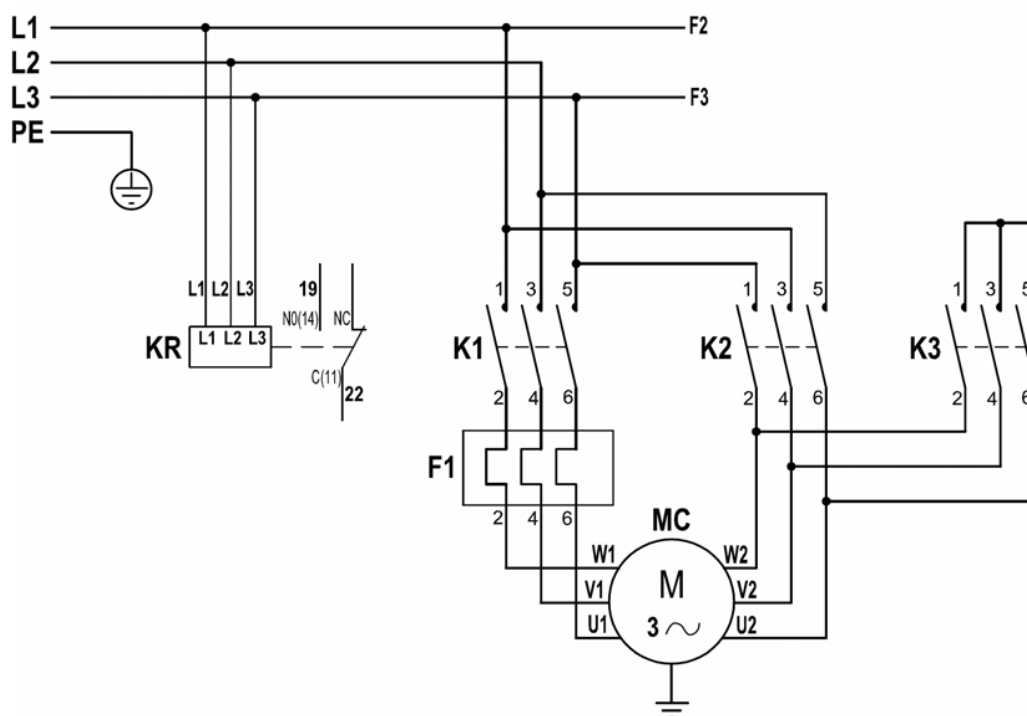 L1 F2
L2
L3 F3
PE
L1 L2 L3 19 1 3 5 1 3 5 1 3 5
N0(14) NC
KR L1 L2 L3 K1 K2 K3
C(11) 22 2 4 6 2 4 6 2 4 6
F1
2 4 6 MC
W1 W2
V1 M V2
U1 3 U2